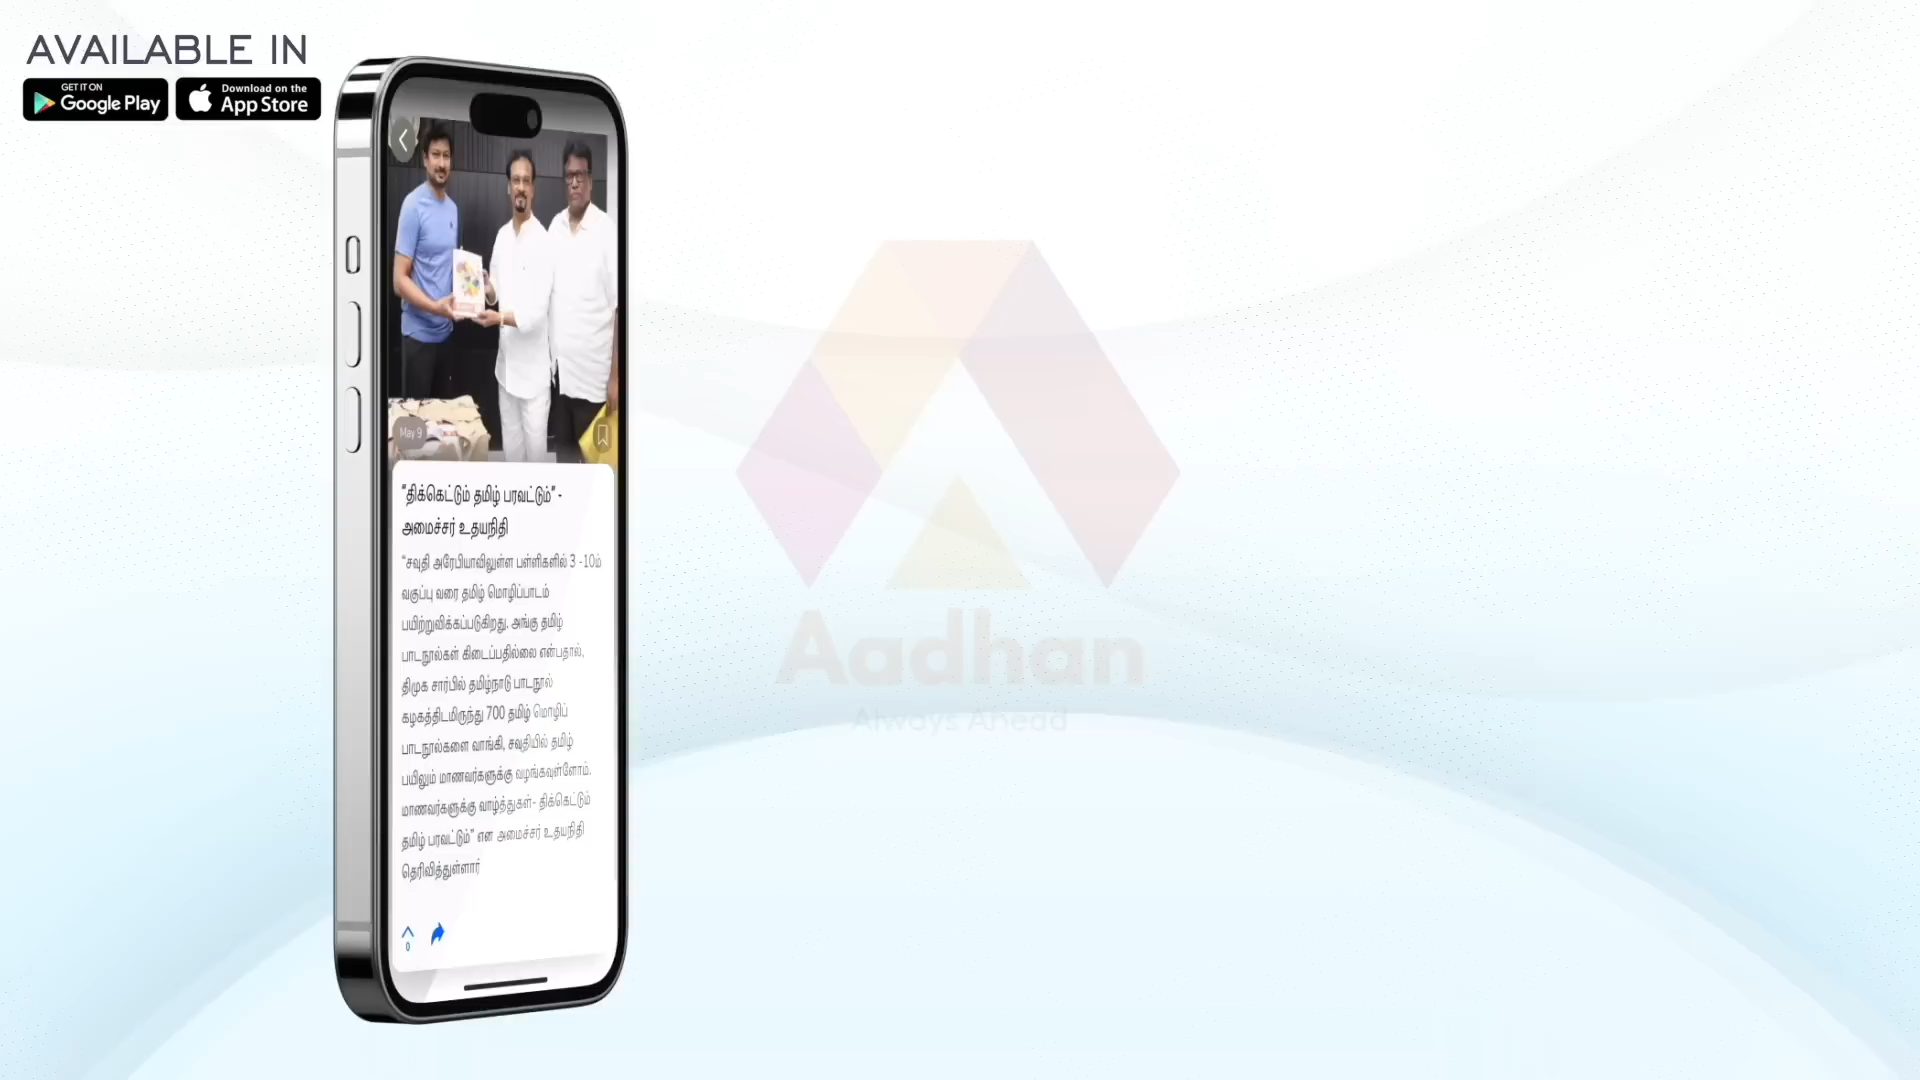 AVAILABLE IN
GET IT ON
Google Play
Download on the
App Store
May 9
"திக்கெட்டும் தமிழ் பரவட்டும்" -
அமைச்சர் உதயநிதி
"சவுதி அரேபியாவிலுள்ள பள்ளிகளில் 3 -10ம்
வகுப்பு வரை தமிழ் மொழிப்பாடம்
பயிற்றுவிக்கப்படுகிறது. அங்கு தமிழ்
பாடநூல்கள் கிடைப்பதில்லை என்பதால்,
திமுக சார்பில் தமிழ்நாடு பாடநூல்
கழகத்திடமிருந்து 700 தமிழ் மொழிப்
பாடநூல்களை வாங்கி, சவுதியில் தமிழ்
பயிலும் மாணவர்களுக்கு வழங்கவுள்ளோம்.
மாணவர்களுக்கு வாழ்த்துகள்- திக்கெட்டும்
தமிழ் பரவட்டும்" என அமைச்சர் உதயநிதி
தெரிவித்துள்ளார்
0
Aadhan
Always Ahead